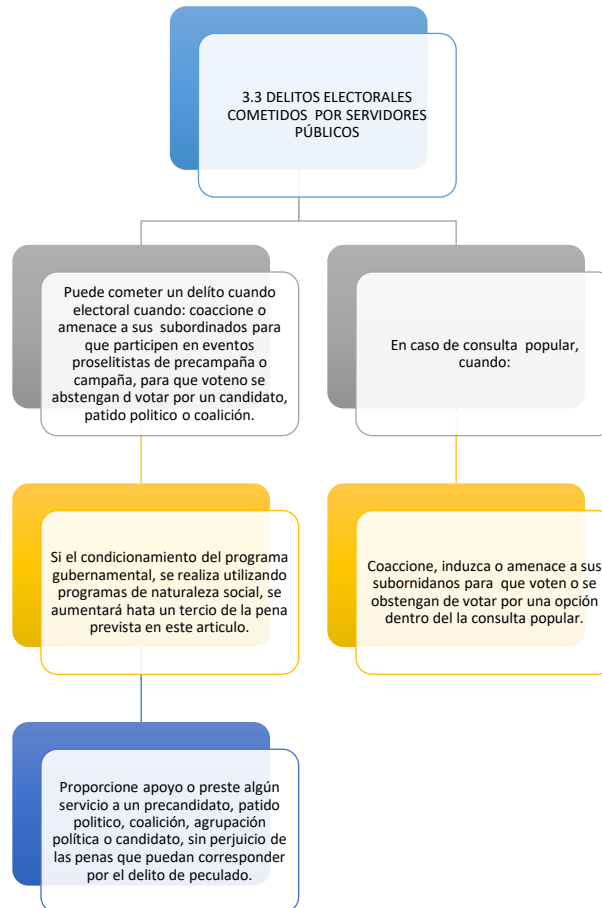 3.3 DELITOS ELECTORALES
COMETIDOS POR SERVIDORES
PÚBLICOS
Puede cometer un delíto cuando
electoral cuando: coaccione o
amenace a sus subordinados para
que participen en eventos
proselitistas de precampaña o
campaña, para que voteno se
abstengan d votar por un candidato,
patido politico o coalición.
En caso de consulta popular,
cuando:
Si el condicionamiento del programa
gubernamental, se realiza utilizando
programas de naturaleza social, se
aumentará hata un tercio de la pena
prevista en este articulo.
Coaccione, induzca o amenace a sus
subornidanos para que voten o se
obstengan de votar por una opción
dentro del la consulta popular.
Proporcione apoyo o preste algún
servicio a un precandidato, patido
politico, coalición, agrupación
política o candidato, sin perjuicio de
las penas que puedan corresponder
por el delito de peculado.